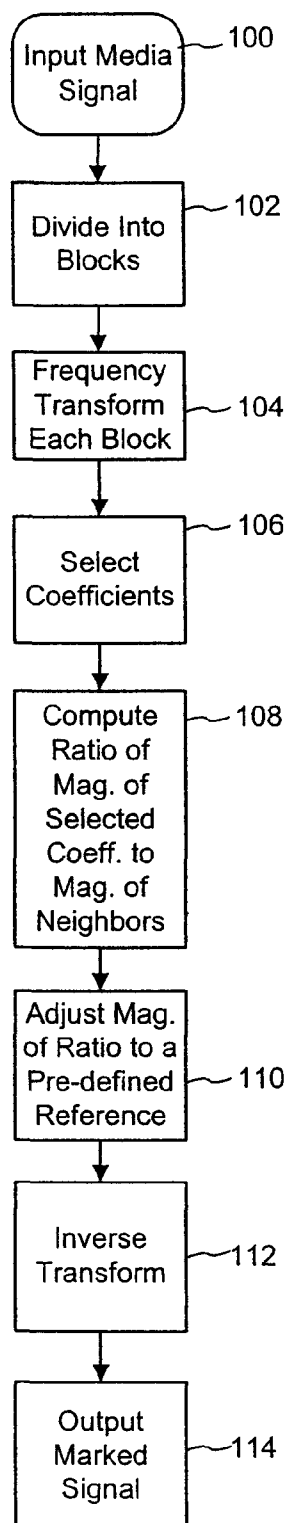 Input Media
Signal
100
Divide Into
Blocks
102
Frequency
Transform
Each Block
104
Select
Coefficients
106
Compute
Ratio of
Mag. of
Selected
Coeff. to
Mag. of
Neighbors
108
Adjust Mag.
of Ratio to a
Pre-defined
Reference
110
Inverse
Transform
112
Output
Marked
Signal
114